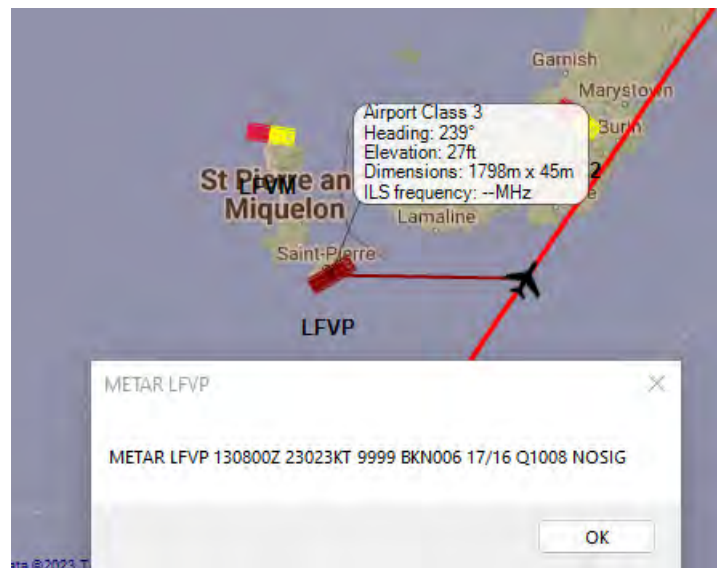 Garnish
Marystown
Burin
Airport Class 3
Heading: 239°
Elevation: 27ft
Dimensions: 1798m x 45m
ILS frequency: --MHz
2
St Pierre an
LFVM
Miquelon
Lamaline
Saint-Pierre
LFVP
METAR LFVP
METAR LFVP 130800Z 23023KT 9999 BKN006 17/16 Q1008 NOSIG
OK
©2023 T